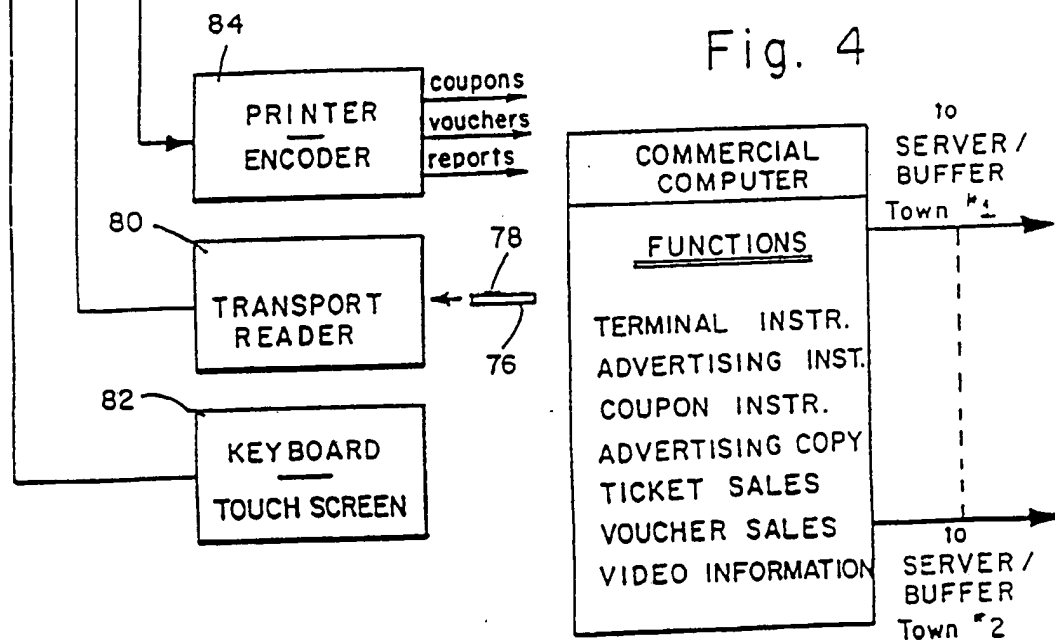 Fig. 4
84
PRINTER
ENCODER
coupons
vouchers
reports
80
TRANSPORT
READER
78
76
82
KEYBOARD
TOUCH SCREEN
COMMERCIAL
COMPUTER
FUNCTIONS
TERMINAL INSTR.
ADVERTISING INST.
COUPON INSTR.
ADVERTISING COPY
TICKET SALES
VOUCHER SALES
VIDEO INFORMATION
to
SERVER /
BUFFER
Town #1
to
SERVER /
BUFFER
Town #2